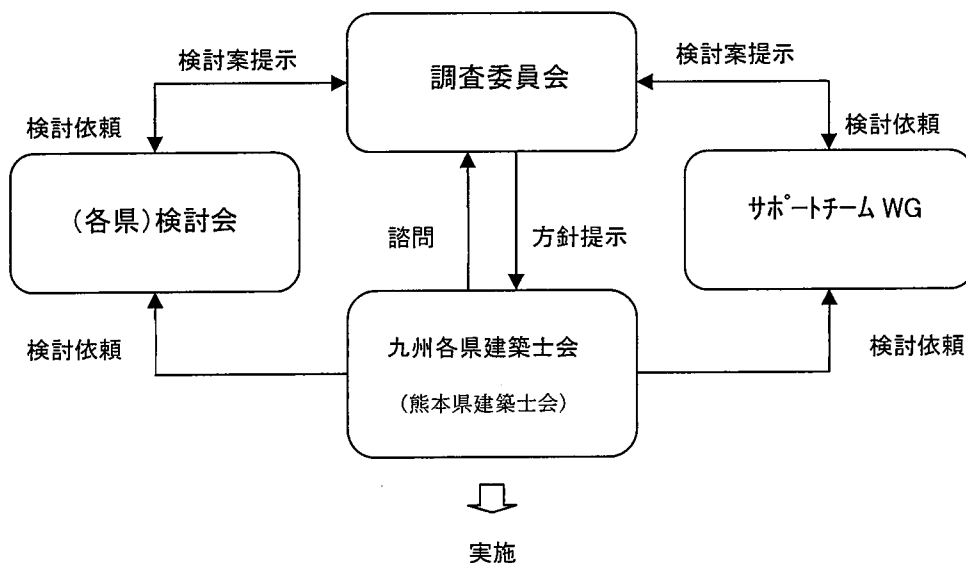 検討案提示
調査委員会
検討案提示
検討依頼
検討依頼
(各県)検討会
サポートチーム WG
諮問
方針提示
検討依頼
九州各県建築士会
検討依頼
(熊本県建築士会)
実施